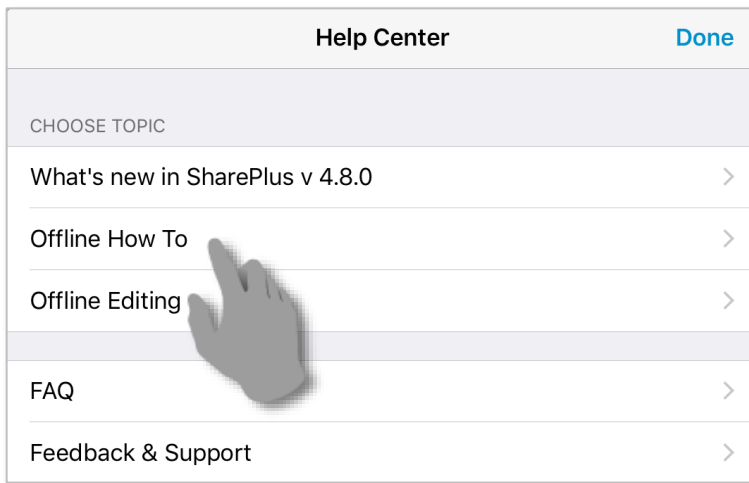 Help Center
Done
CHOOSE TOPIC
What's new in SharePlus v 4.8.0
Offline How To
Offline Editing
FAQ
Feedback & Support